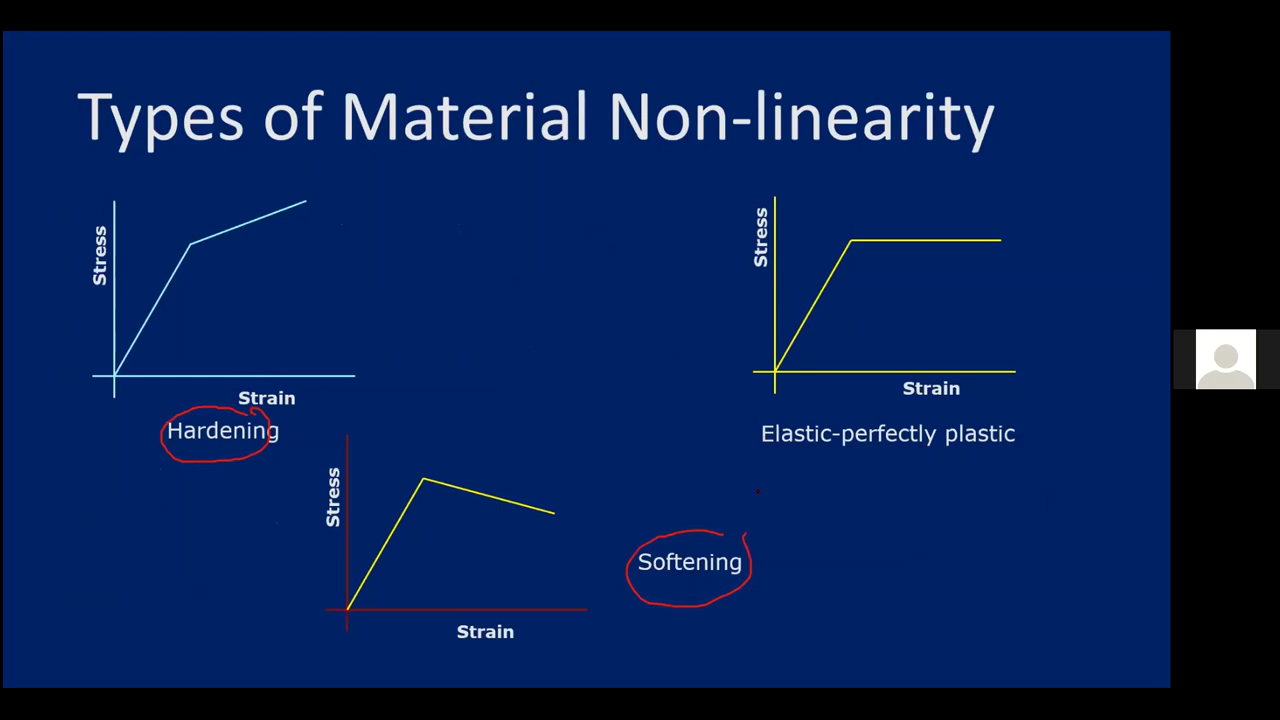 Types of Material Non-linearity
Stress
Strain
Hardening
Stress
Strain
Elastic-perfectly plastic
Stress
Strain
Softening